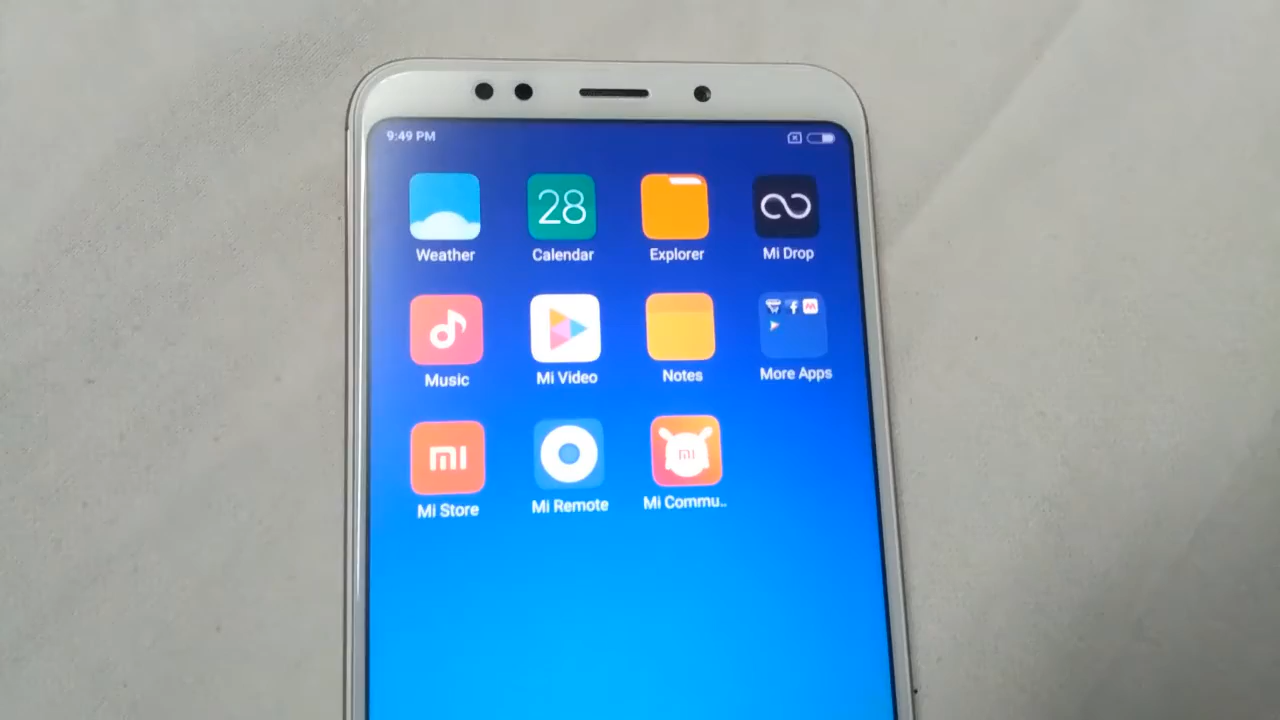 9:49 PM
28
Weather
Calendar
Explorer
Mi Drop
Music
Mi Video
Notes
More Apps
mi
mi
Mi Store
Mi Remote
Mi Commu..